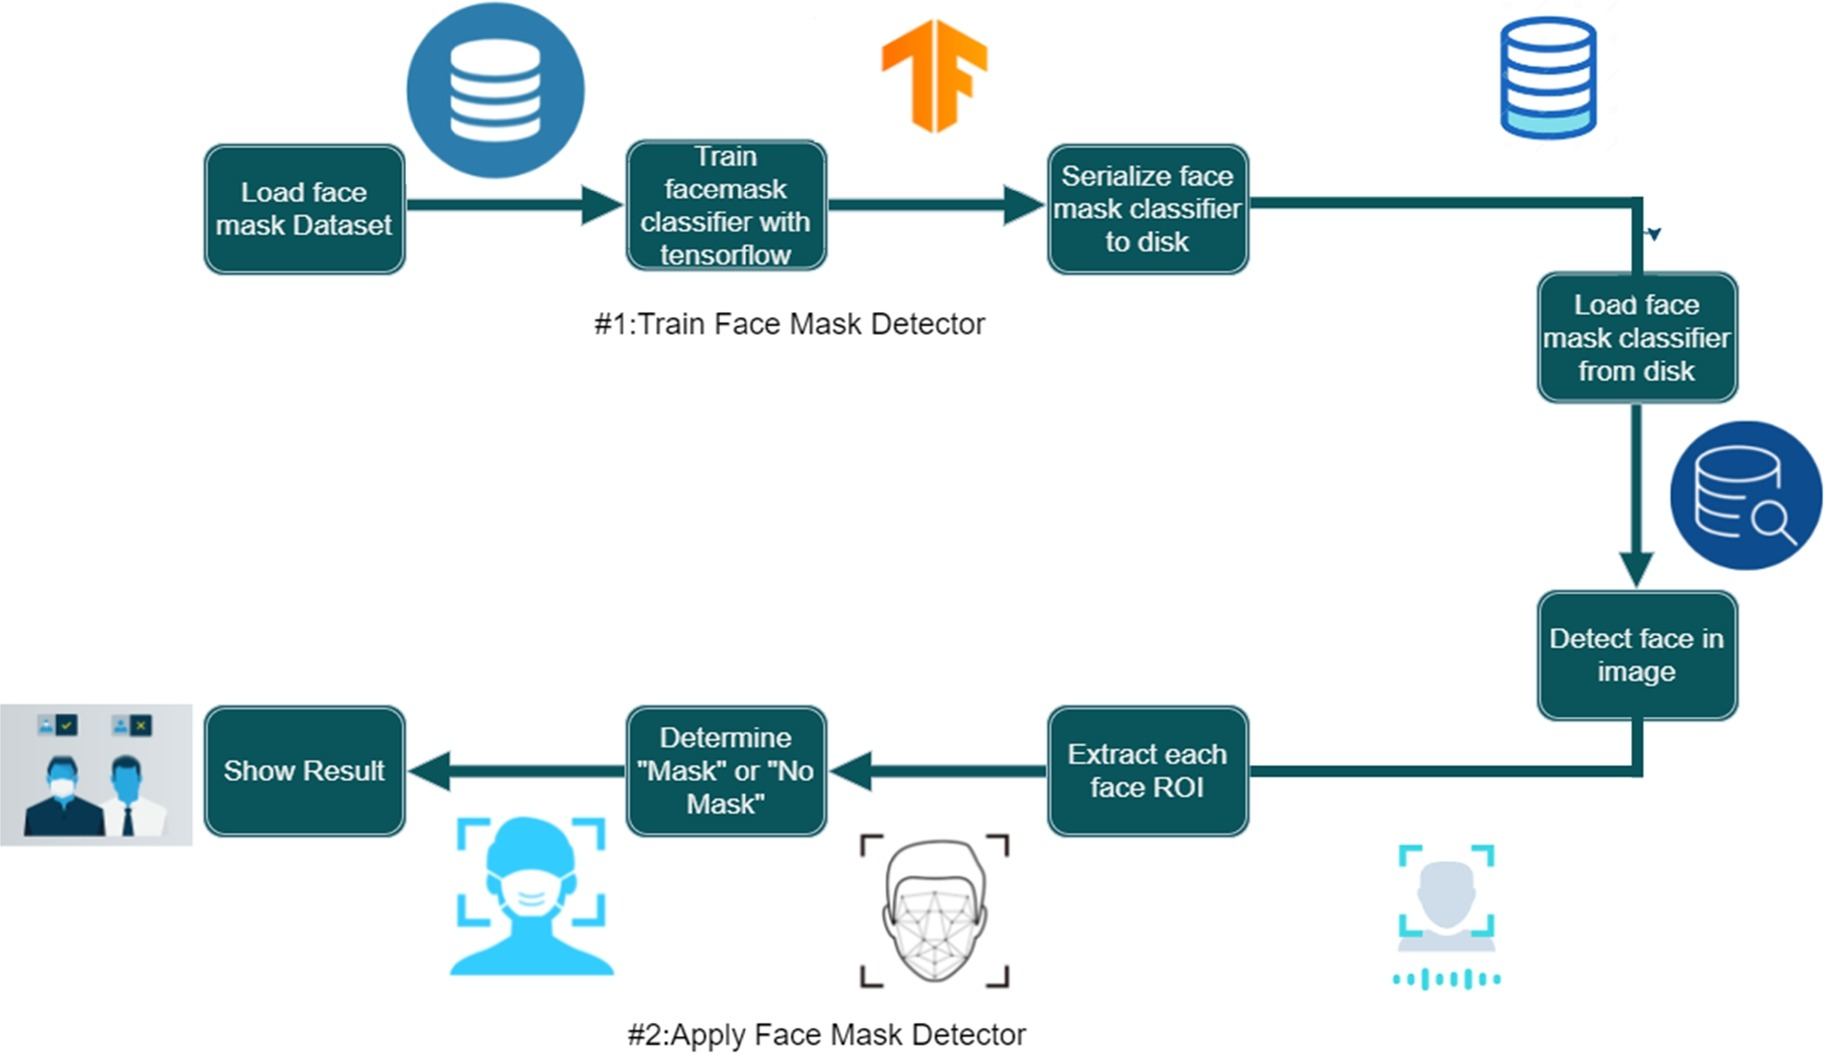 Load face
mask Dataset
Train
facemask
classifier with
tensorflow
Serialize face
mask classifier
to disk
#1:Train Face Mask Detector
Load face
mask classifier
from disk
Detect face in
image
Extract each
face ROI
Determine
"Mask" or "No
Mask"
Show Result
#2:Apply Face Mask Detector